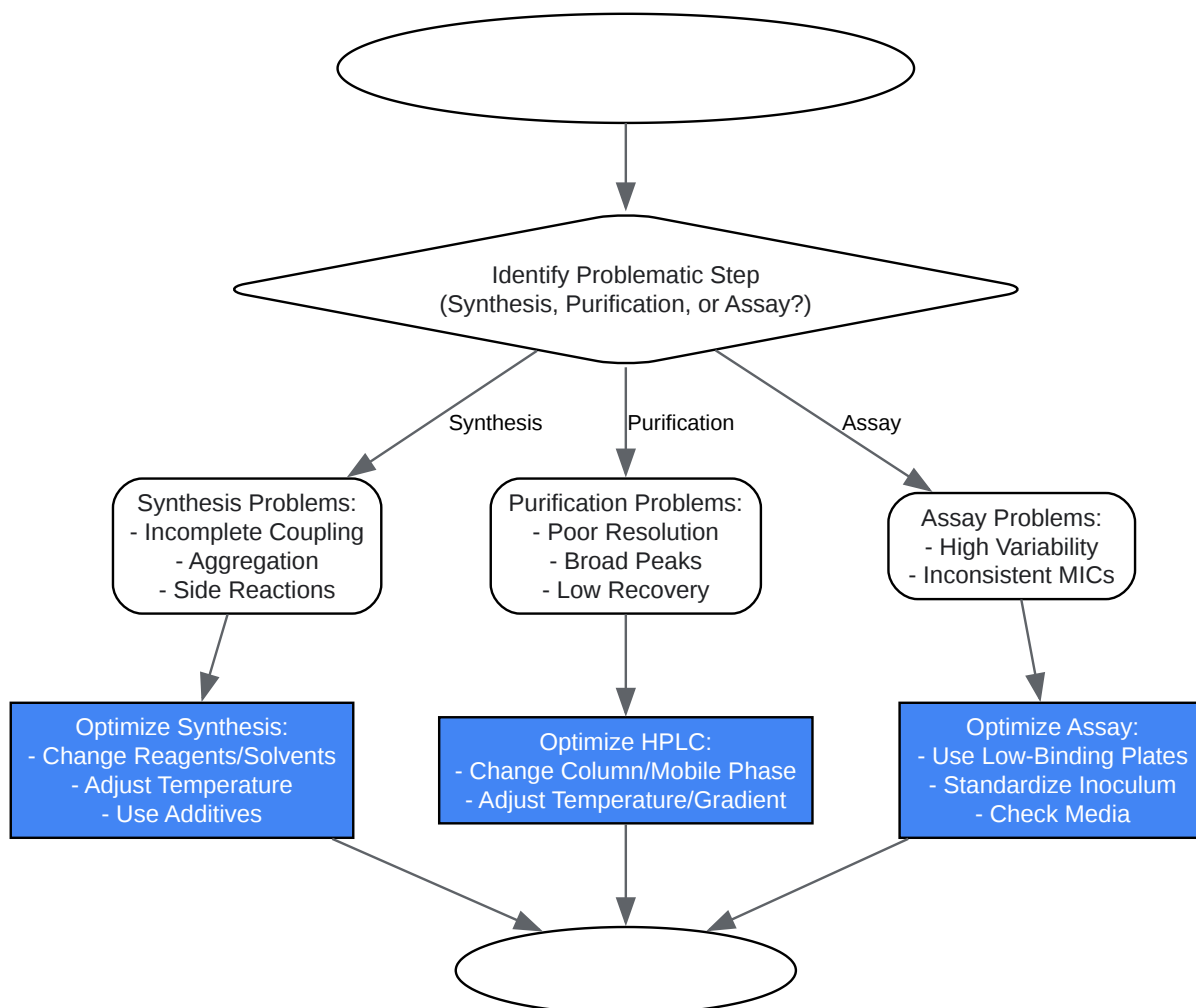 Identify Problematic Step
(Synthesis, Purification, or Assay?)
Synthesis
Purification
Assay
Synthesis Problems:
- Incomplete Coupling
- Aggregation
- Side Reactions
Purification Problems:
- Poor Resolution
- Broad Peaks
- Low Recovery
Assay Problems:
- High Variability
- Inconsistent MICs
Optimize Synthesis:
- Change Reagents/Solvents
- Adjust Temperature
- Use Additives
Optimize HPLC:
- Change Column/Mobile Phase
- Adjust Temperature/Gradient
Optimize Assay:
- Use Low-Binding Plates
- Standardize Inoculum
- Check Media